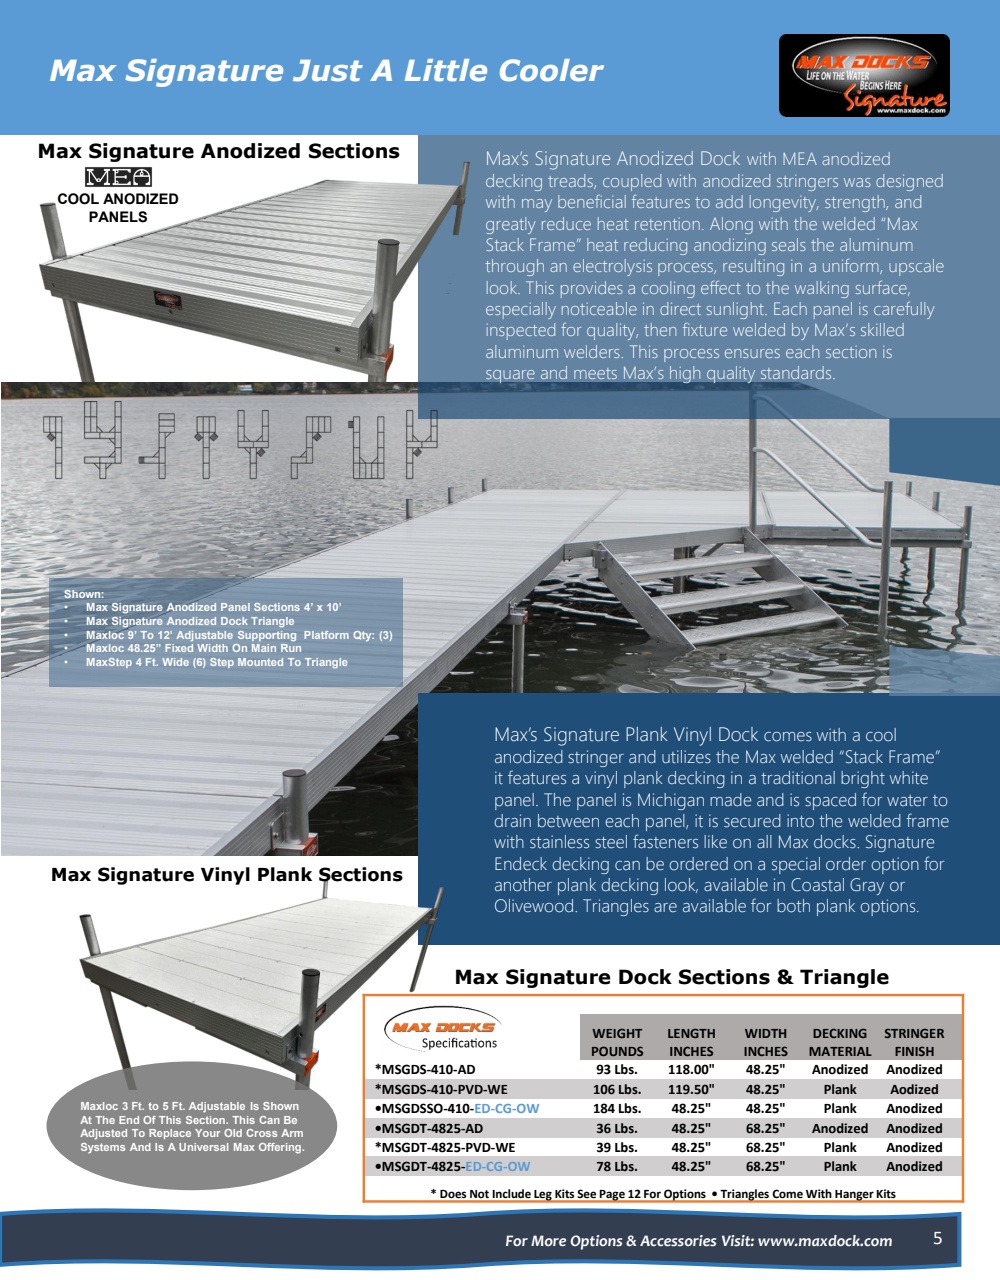 Max Signature Just A Little Cooler
MAX DOCKS
LIFE ON THE WATER
BEGINS HERE
Signature
www.maxdock.com
Max Signature Anodized Sections
MEA
COOL ANODIZED
PANELS
Max's Signature Anodized Dock with MEA anodized
decking treads, coupled with anodized stringers was designed
with may beneficial features to add longevity, strength, and
greatly reduce heat retention. Along with the welded “Max
Stack Frame” heat reducing anodizing seals the aluminum
through an electrolysis process, resulting in a uniform, upscale
look. This provides a cooling effect to the walking surface,
especially noticeable in direct sunlight. Each panel is carefully
inspected for quality, then fixture welded by Max's skilled
aluminum welders. This process ensures each section is
square and meets Max's high quality standards.
Shown:
• Max Signature Anodized Panel Sections 4’ x 10’
• Max Signature Anodized Dock Triangle
• Maxloc 9’ To 12’ Adjustable Supporting Platform Qty: (3)
• Maxloc 48.25” Fixed Width On Main Run
• MaxStep 4 Ft. Wide (6) Step Mounted To Triangle
Max's Signature Plank Vinyl Dock comes with a cool
anodized stringer and utilizes the Max welded “Stack Frame”
it features a vinyl plank decking in a traditional bright white
panel. The panel is Michigan made and is spaced for water to
drain between each panel, it is secured into the welded frame
with stainless steel fasteners like on all Max docks. Signature
Endeck decking can be ordered on a special order option for
another plank decking look, available in Coastal Gray or
Olivewood. Triangles are available for both plank options.
Max Signature Vinyl Plank Sections
Maxloc 3 Ft. to 5 Ft. Adjustable Is Shown
At The End Of This Section. This Can Be
Adjusted To Replace Your Old Cross Arm
Systems And Is A Universal Max Offering.
Max Signature Dock Sections & Triangle
MAX DOCKS
Specifications
WEIGHT POUNDS LENGTH INCHES WIDTH INCHES DECKING MATERIAL STRINGER FINISH
*MSGDS-410-AD 93 Lbs. 118.00" 48.25" Anodized Anodized
*MSGDS-410-PVD-WE 106 Lbs. 119.50" 48.25" Plank Aodized
•MSGDSSO-410-ED-CG-OW 184 Lbs. 48.25" 48.25" Plank Anodized
•MSGDT-4825-AD 36 Lbs. 48.25" 68.25" Anodized Anodized
*MSGDT-4825-PVD-WE 39 Lbs. 48.25" 68.25" Plank Anodized
•MSGDT-4825-ED-CG-OW 78 Lbs. 48.25" 68.25" Plank Anodized
* Does Not Include Leg Kits See Page 12 For Options • Triangles Come With Hanger Kits
For More Options & Accessories Visit: www.maxdock.com
5